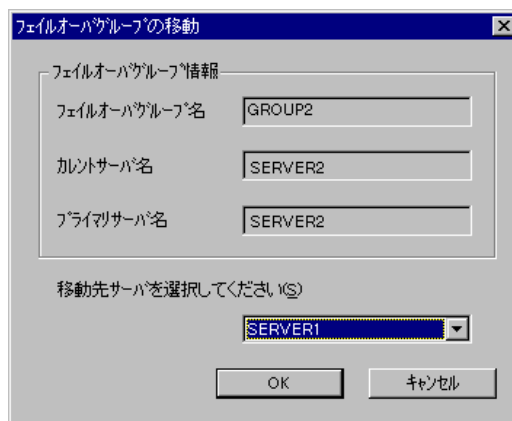 ﾌｪｲﾙｵｰﾊﾞｸﾞﾙｰﾌﾟの移動
ﾌｪｲﾙｵｰﾊﾞｸﾞﾙｰﾌﾟ情報
ﾌｪｲﾙｵｰﾊﾞｸﾞﾙｰﾌﾟ名 GROUP2
ｶﾚﾝﾄｻｰﾊﾞ名 SERVER2
ﾌﾟﾗｲﾏﾘｻｰﾊﾞ名 SERVER2
移動先ｻｰﾊﾞを選択してください(S)
SERVER1
OK ｷｬﾝｾﾙ